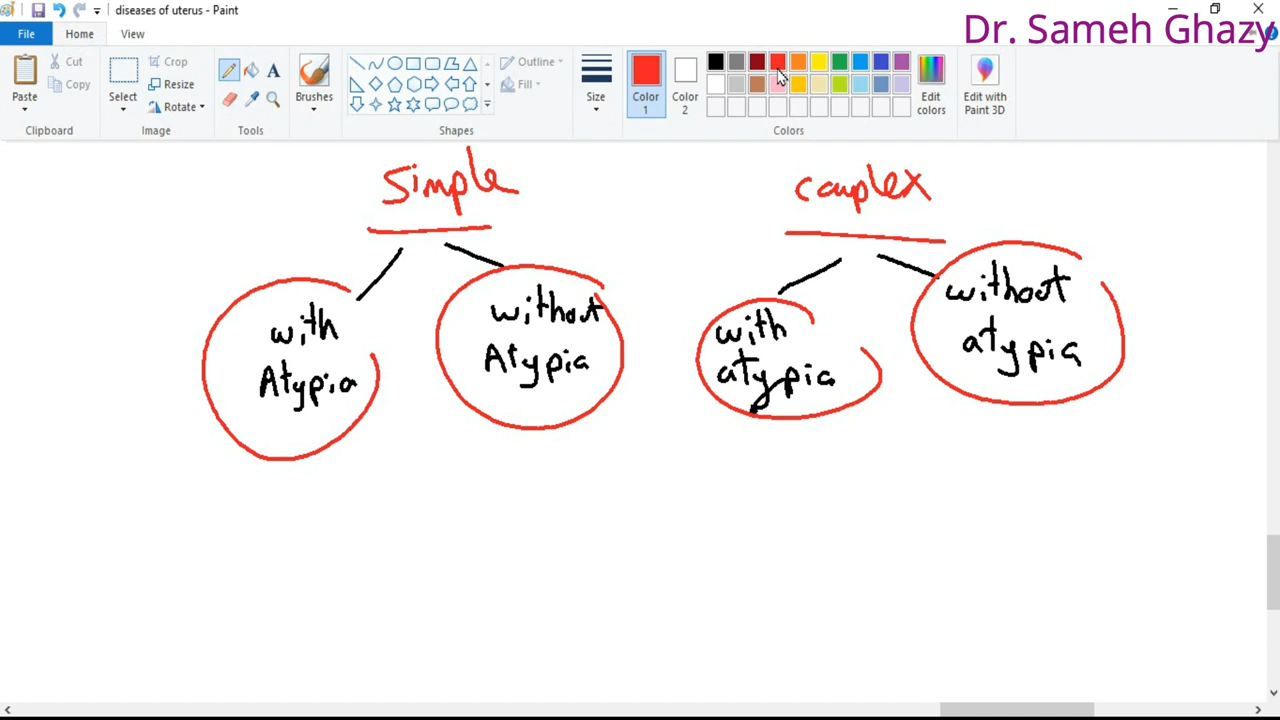 diseases of uterus - Paint
Dr. Sameh Ghazy
File
Home
View
Paste
Cut
Copy
Clipboard
Select
Crop
Resize
Rotate
Image
A
Tools
Brushes
Outline
Fill
Shapes
Size
Color
1
Color
2
Edit
colors
Colors
Edit with
Paint 3D
Simple
complex
with
Atypia
without
Atypia
with
atypia
without
atypia